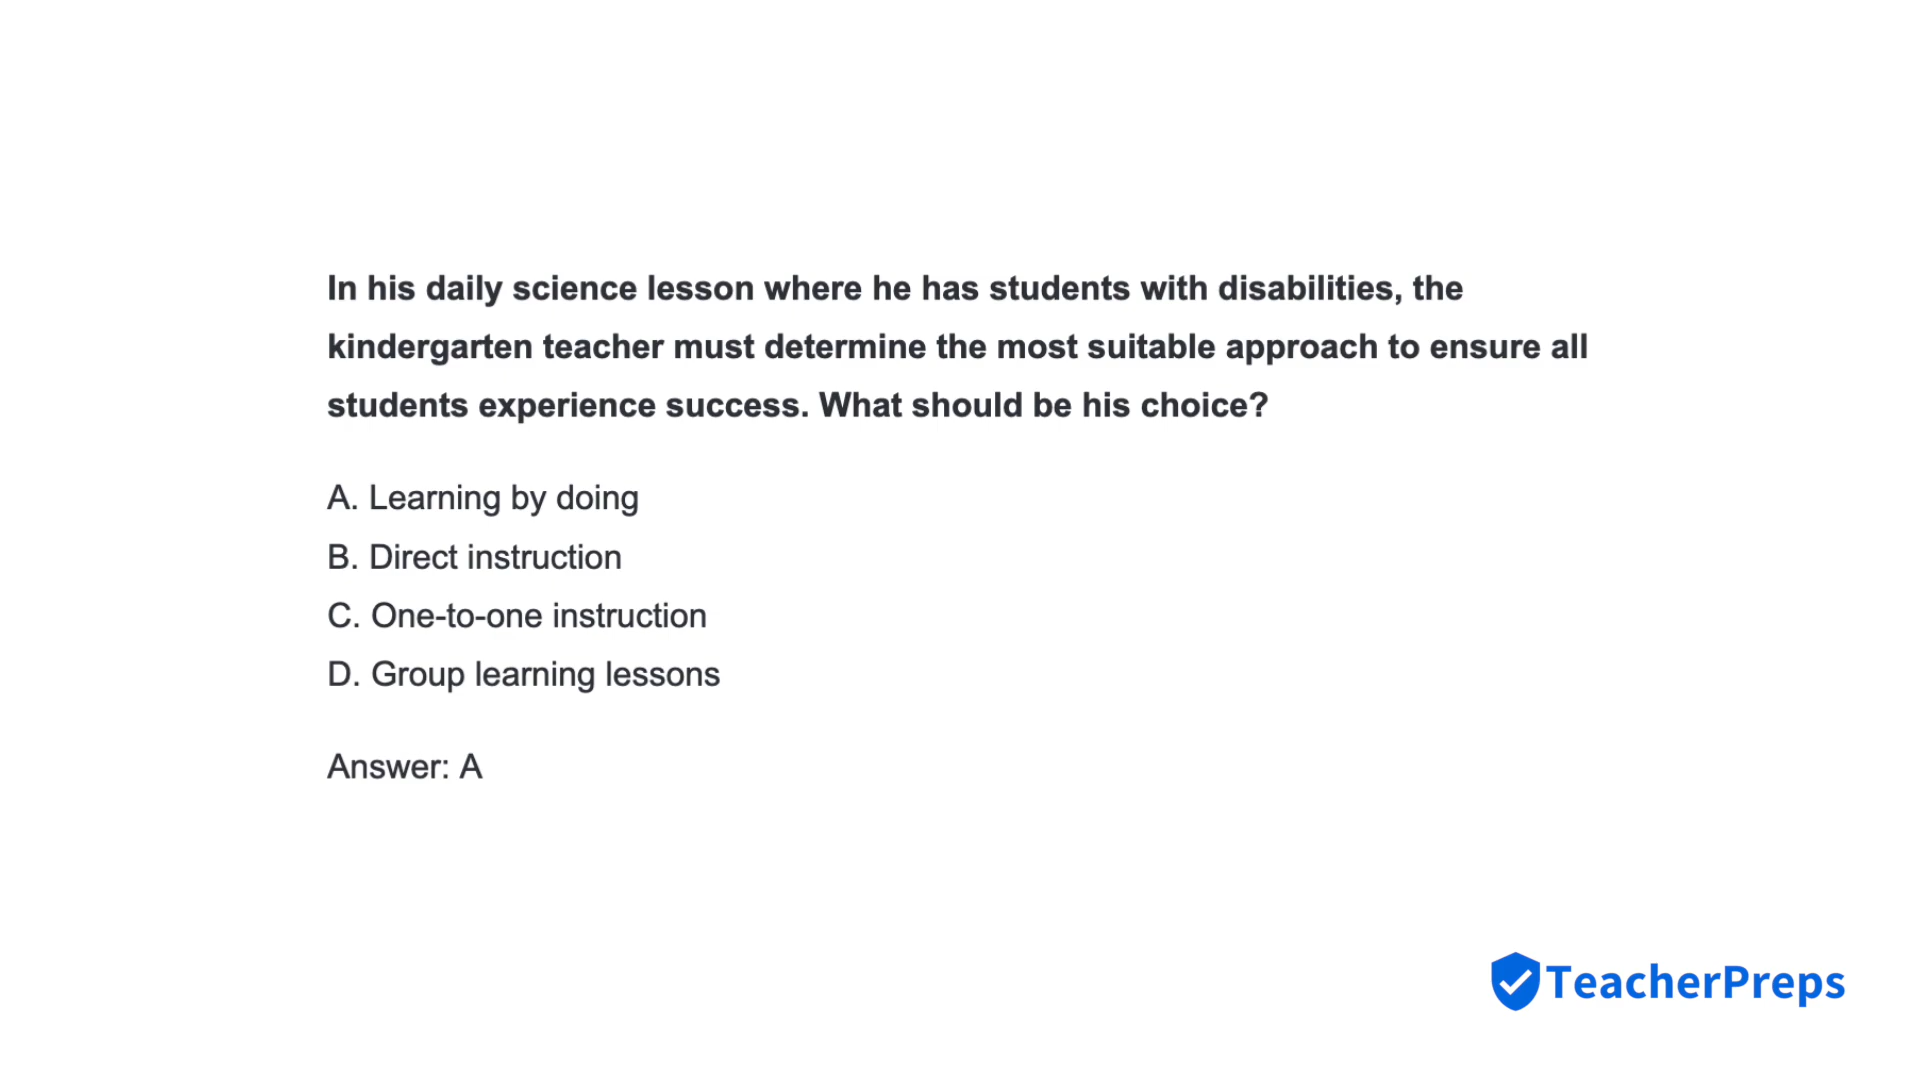 In his daily science lesson where he has students with disabilities, the
kindergarten teacher must determine the most suitable approach to ensure all
students experience success. What should be his choice?
A. Learning by doing
B. Direct instruction
C. One-to-one instruction
D. Group learning lessons
Answer: A
TeacherPreps